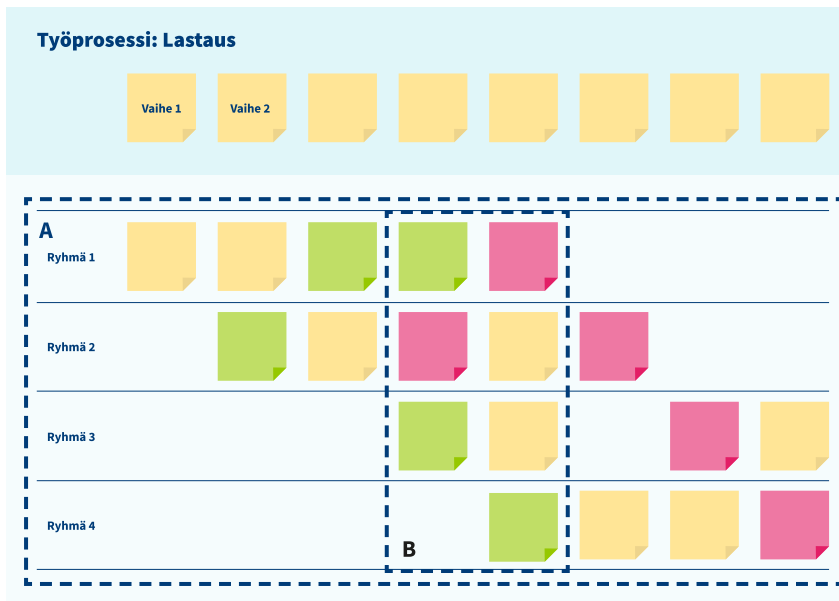 Työprosessi: Lastaus
Vaihe 1
Vaihe 2
A
Ryhmä 1
Ryhmä 2
Ryhmä 3
Ryhmä 4
B